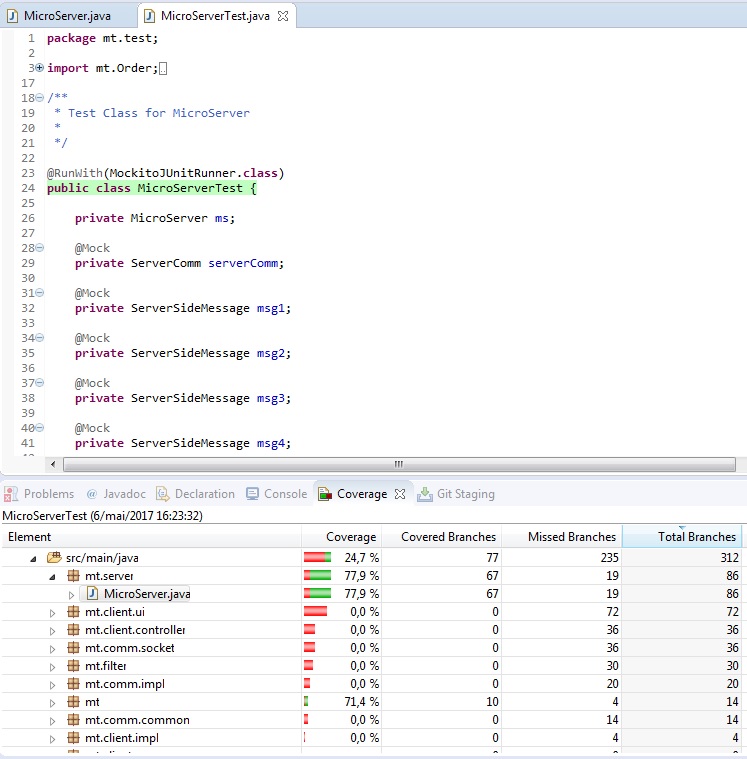 MicroServer.java MicroServerTest.java
1 package mt.test;
2
3 import mt.Order;
17
18 /**
19 * Test Class for MicroServer
20 *
21 */
22
23 @RunWith(MockitoJUnitRunner.class)
24 public class MicroServerTest {
25
26 private MicroServer ms;
27
28 @Mock
29 private ServerComm serverComm;
30
31 @Mock
32 private ServerSideMessage msg1;
33
34 @Mock
35 private ServerSideMessage msg2;
36
37 @Mock
38 private ServerSideMessage msg3;
39
40 @Mock
41 private ServerSideMessage msg4;
Problems @ Javadoc Declaration Console Coverage Git Staging
MicroServerTest (6/mai/2017 16:23:32)
Element Coverage Covered Branches Missed Branches Total Branches
src/main/java 24,7 % 77 235 312
mt.server 77,9 % 67 19 86
MicroServer.java 77,9 % 67 19 86
mt.client.ui 0,0 % 0 72 72
mt.client.controller 0,0 % 0 36 36
mt.comm.socket 0,0 % 0 36 36
mt.filter 0,0 % 0 30 30
mt.comm.impl 0,0 % 0 20 20
mt 71,4 % 10 4 14
mt.comm.common 0,0 % 0 14 14
mt.client.impl 0,0 % 0 4 4